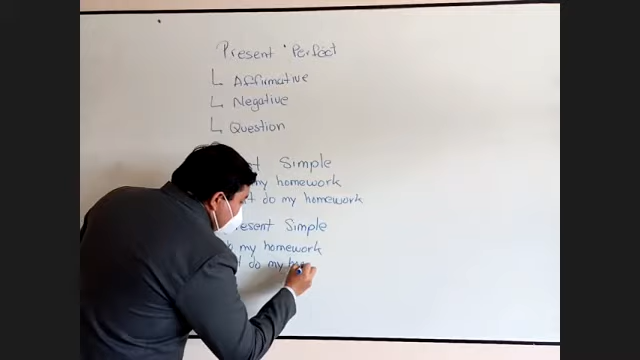 Present Perfect
Affirmative
Negative
Question
Simple
my homework
do my homework
Present Simple
my homework
do my